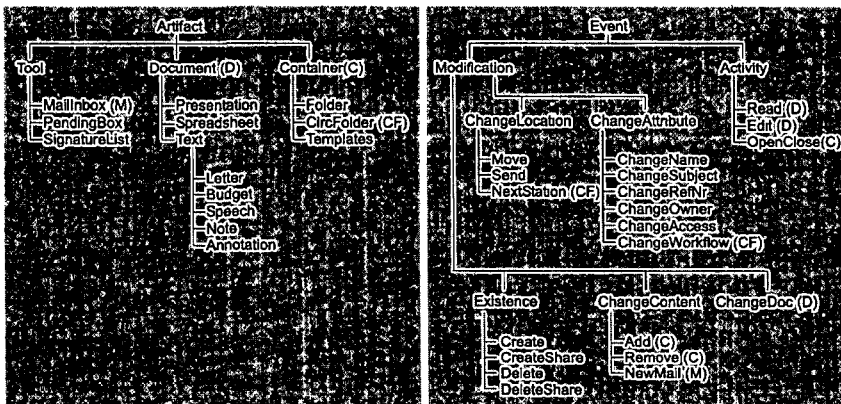 Artifact
Tool Document (D) Container(C)
MailInbox (M) Presentation Folder
PendingBox Spreadsheet CircFolder (CF)
SignatureList Text Templates
Letter
Budget
Speech
Note
Annotation
Event
Modification Activity
Read (D)
Edit (D)
OpenClose(C)
ChangeLocation ChangeAttribute
Move ChangeName
Send ChangeSubject
NextStation (CF) ChangeRefNr
ChangeOwner
ChangeAccess
ChangeWorkflow (CF)
Existence ChangeContent ChangeDoc (D)
Create Add (C)
CreateShare Remove (C)
Delete NewMail (M)
DeleteShare